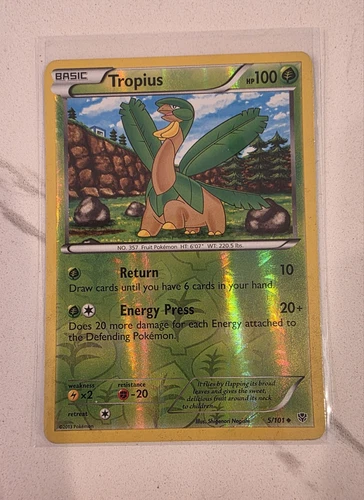 BASIC Tropius HP100
NO. 357 Fruit Pokémon HT: 6'07" WT: 220.5 lbs.
Return 10
Draw cards until you have 6 cards in your hand.
Energy Press 20+
Does 20 more damage for each Energy attached to
the Defending Pokémon.
weakness resistance
×2 -20
retreat
It flies by flapping its broad
leaves and gives the sweet,
delicious fruit around its neck
to children.
Illus. Shigenori Negishi 5/101
©2013 Pokémon